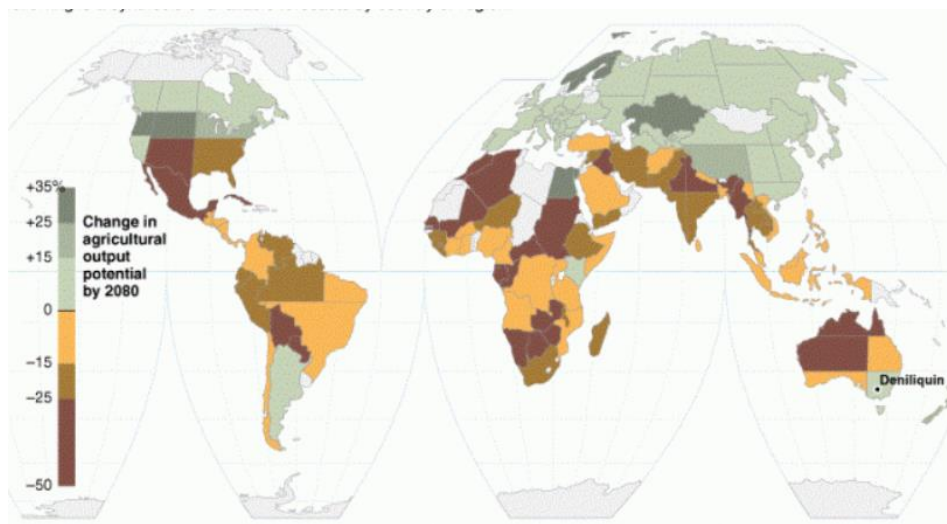 +35%
+25
+15
0
-15
-25
-50
Change in
agricultural
output
potential
by 2080
Deniliquin